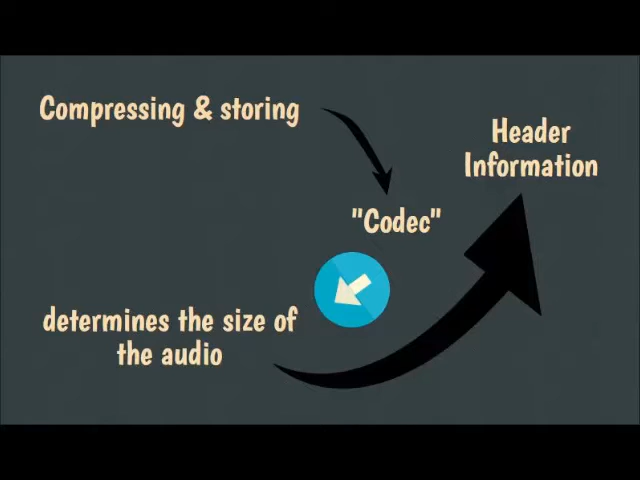 Compressing & storing
Header
Information
"Codec"
determines the size of
the audio